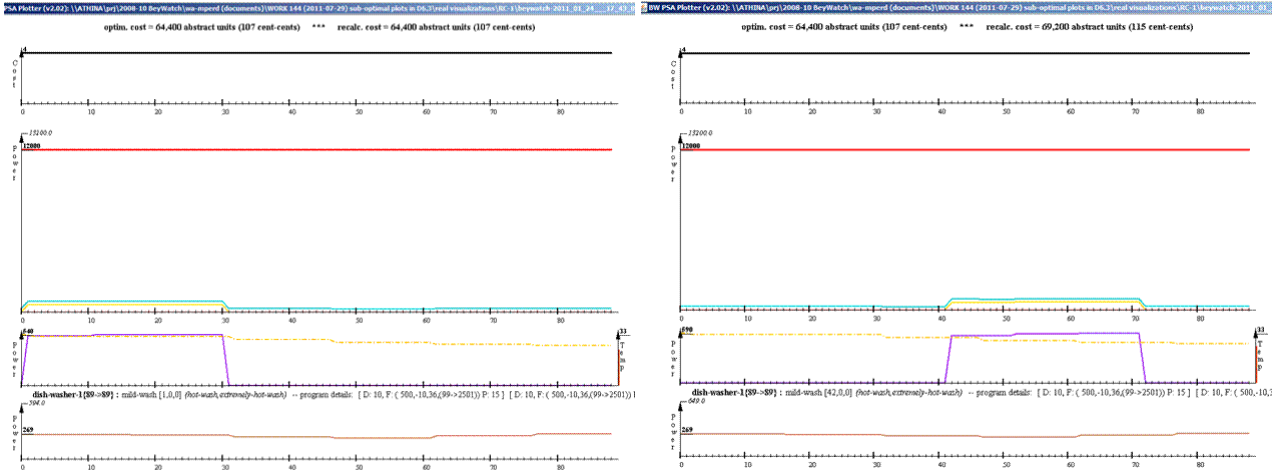 PSA Plotter (v2.02): \\ATHINA\prj\2008-10 BeyWatch\wa-mperd (documents)\WORK 144 (2011-07-29) sub-optimal plots in D6.3\real visualizations\RC-1\beywatch-2011_01_24
optim. cost = 64,400 abstract units (107 cent-cents) *** recalc. cost = 64,400 abstract units (107 cent-cents)
4
Cost
0 10 20 30 40 50 60 70 80
13200.0
12000
Power
0 10 20 30 40 50 60 70 80
540
Power
33
Temp
dish-washer-1{89->89} : mild-wash [1,0,0] (hot-wash,extremely-hot-wash) -- program details: [ D: 10, F: ( 500,-10,36,(99->2501)) P: 15 ] [ D: 10, F: ( 500,-10,36,(99->2501)) ]
394.0
269
Power
0 10 20 30 40 50 60 70 80
BW PSA Plotter (v2.02): \\ATHINA\prj\2008-10 BeyWatch\wa-mperd (documents)\WORK 144 (2011-07-29) sub-optimal plots in D6.3\real visualizations\RC-1\beywatch-2011_01
optim. cost = 64,400 abstract units (107 cent-cents) *** recalc. cost = 69,200 abstract units (115 cent-cents)
4
Cost
0 10 20 30 40 50 60 70 80
13200.0
12000
Power
0 10 20 30 40 50 60 70 80
590
Power
33
Temp
dish-washer-1{89->89} : mild-wash [42,0,0] (hot-wash,extremely-hot-wash) -- program details: [ D: 10, F: ( 500,-10,36,(99->2501)) P: 15 ] [ D: 10, F: ( 500,-10,3
649.0
269
Power
0 10 20 30 40 50 60 70 80